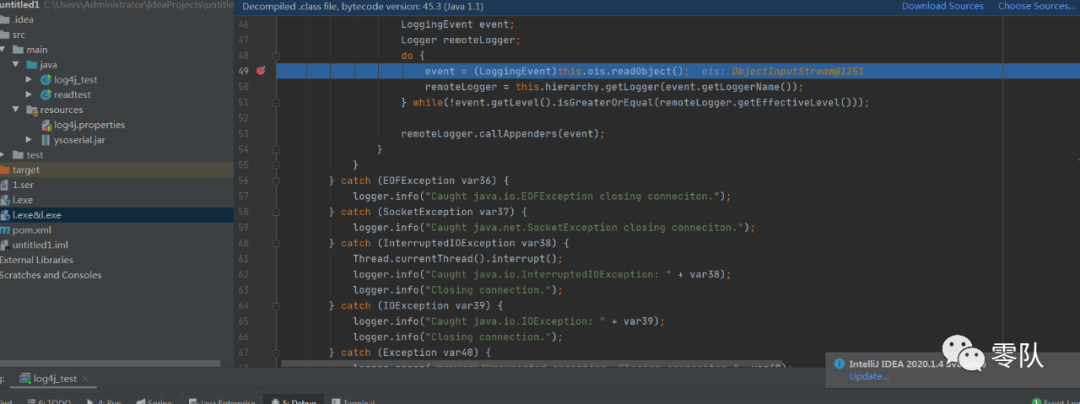 untitled1 C:\Users\Administrator\IdeaProjects\untitle
.idea
src
main
java
log4j_test
readtest
resources
log4j.properties
ysoserial.jar
test
target
1.ser
l.exe
l.exe&l.exe
pom.xml
untitled1.iml
External Libraries
Scratches and Consoles
Decompiled .class file, bytecode version: 45.3 (Java 1.1) Download Sources Choose Sources...
46 LoggingEvent event;
47 Logger remoteLogger;
48 do {
49 event = (LoggingEvent)this.ois.readObject(); ois: ObjectInputStream@1251
50 remoteLogger = this.hierarchy.getLogger(event.getLoggerName());
51 } while(!event.getLevel().isGreaterOrEqual(remoteLogger.getEffectiveLevel()));
52
53 remoteLogger.callAppenders(event);
54 }
55 }
56 } catch (EOFException var36) {
57 logger.info("Caught java.io.EOFException closing conneciton.");
58 } catch (SocketException var37) {
59 logger.info("Caught java.net.SocketException closing conneciton.");
60 } catch (InterruptedIOException var38) {
61 Thread.currentThread().interrupt();
62 logger.info("Caught java.io.InterruptedIOException: " + var38);
63 logger.info("Closing connection.");
64 } catch (IOException var39) {
65 logger.info("Caught java.io.IOException: " + var39);
66 logger.info("Closing connection.");
67 } catch (Exception var40) {
零队
IntelliJ IDEA 2020.1.4
Update...
log4j_test
6: TODO 4: Run Spring Java Enterprise 5: Debug Terminal